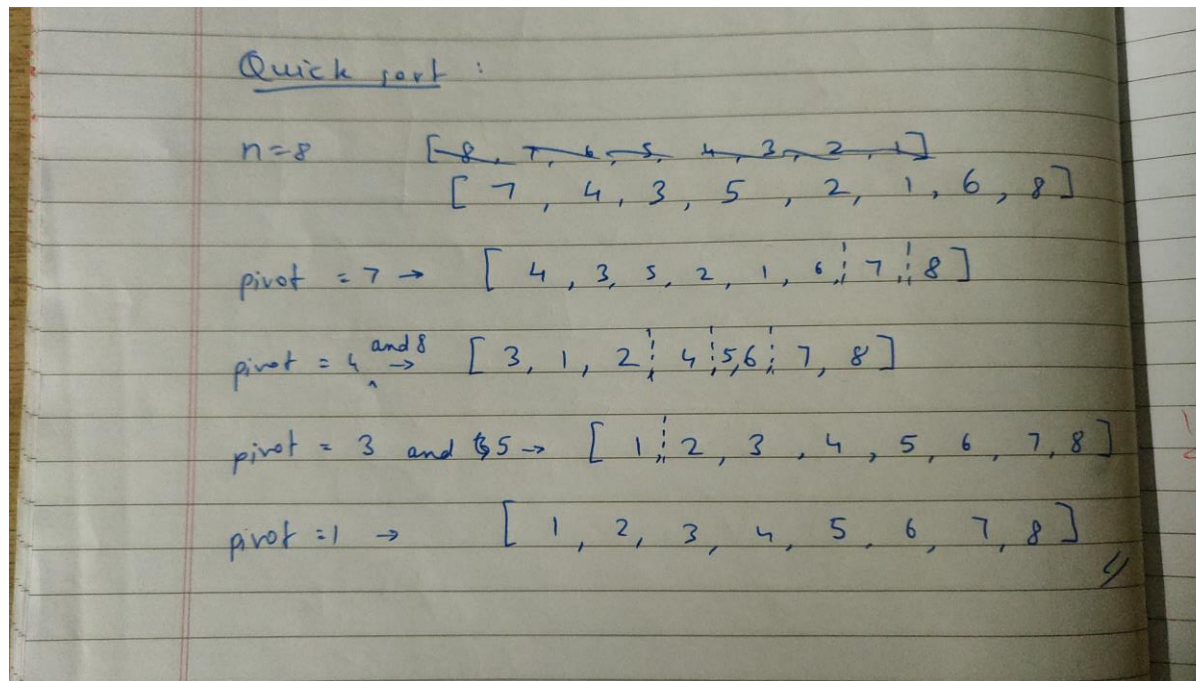 Quick sort :
n=8 [8, 7, 6, 5, 4, 3, 2, 1]
[7, 4, 3, 5, 2, 1, 6, 8]
pivot = 7 → [4, 3, 5, 2, 1, 6, 7, 8]
pivot = 4 and 8 → [3, 1, 2, 4, 5, 6, 7, 8]
pivot = 3 and 5 → [1, 2, 3, 4, 5, 6, 7, 8]
pivot =1 → [1, 2, 3, 4, 5, 6, 7, 8]